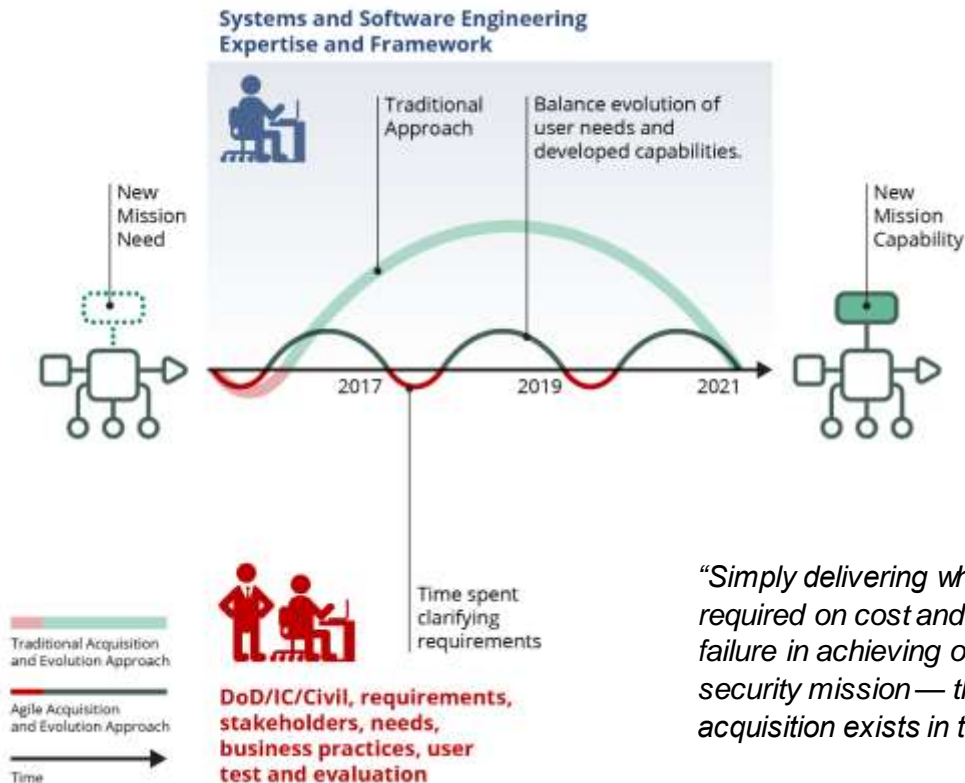 Systems and Software Engineering
Expertise and Framework
Traditional
Approach
Balance evolution of
user needs and
developed capabilities.
New
Mission
Need
New
Mission
Capability
2017
2019
2021
Time spent
clarifying
requirements
Traditional Acquisition
and Evolution Approach
Agile Acquisition
and Evolution Approach
Time
DoD/IC/Civil, requirements,
stakeholders, needs,
business practices, user
test and evaluation
“Simply delivering
required on cost and
failure in achieving
security mission —
acquisition exists in